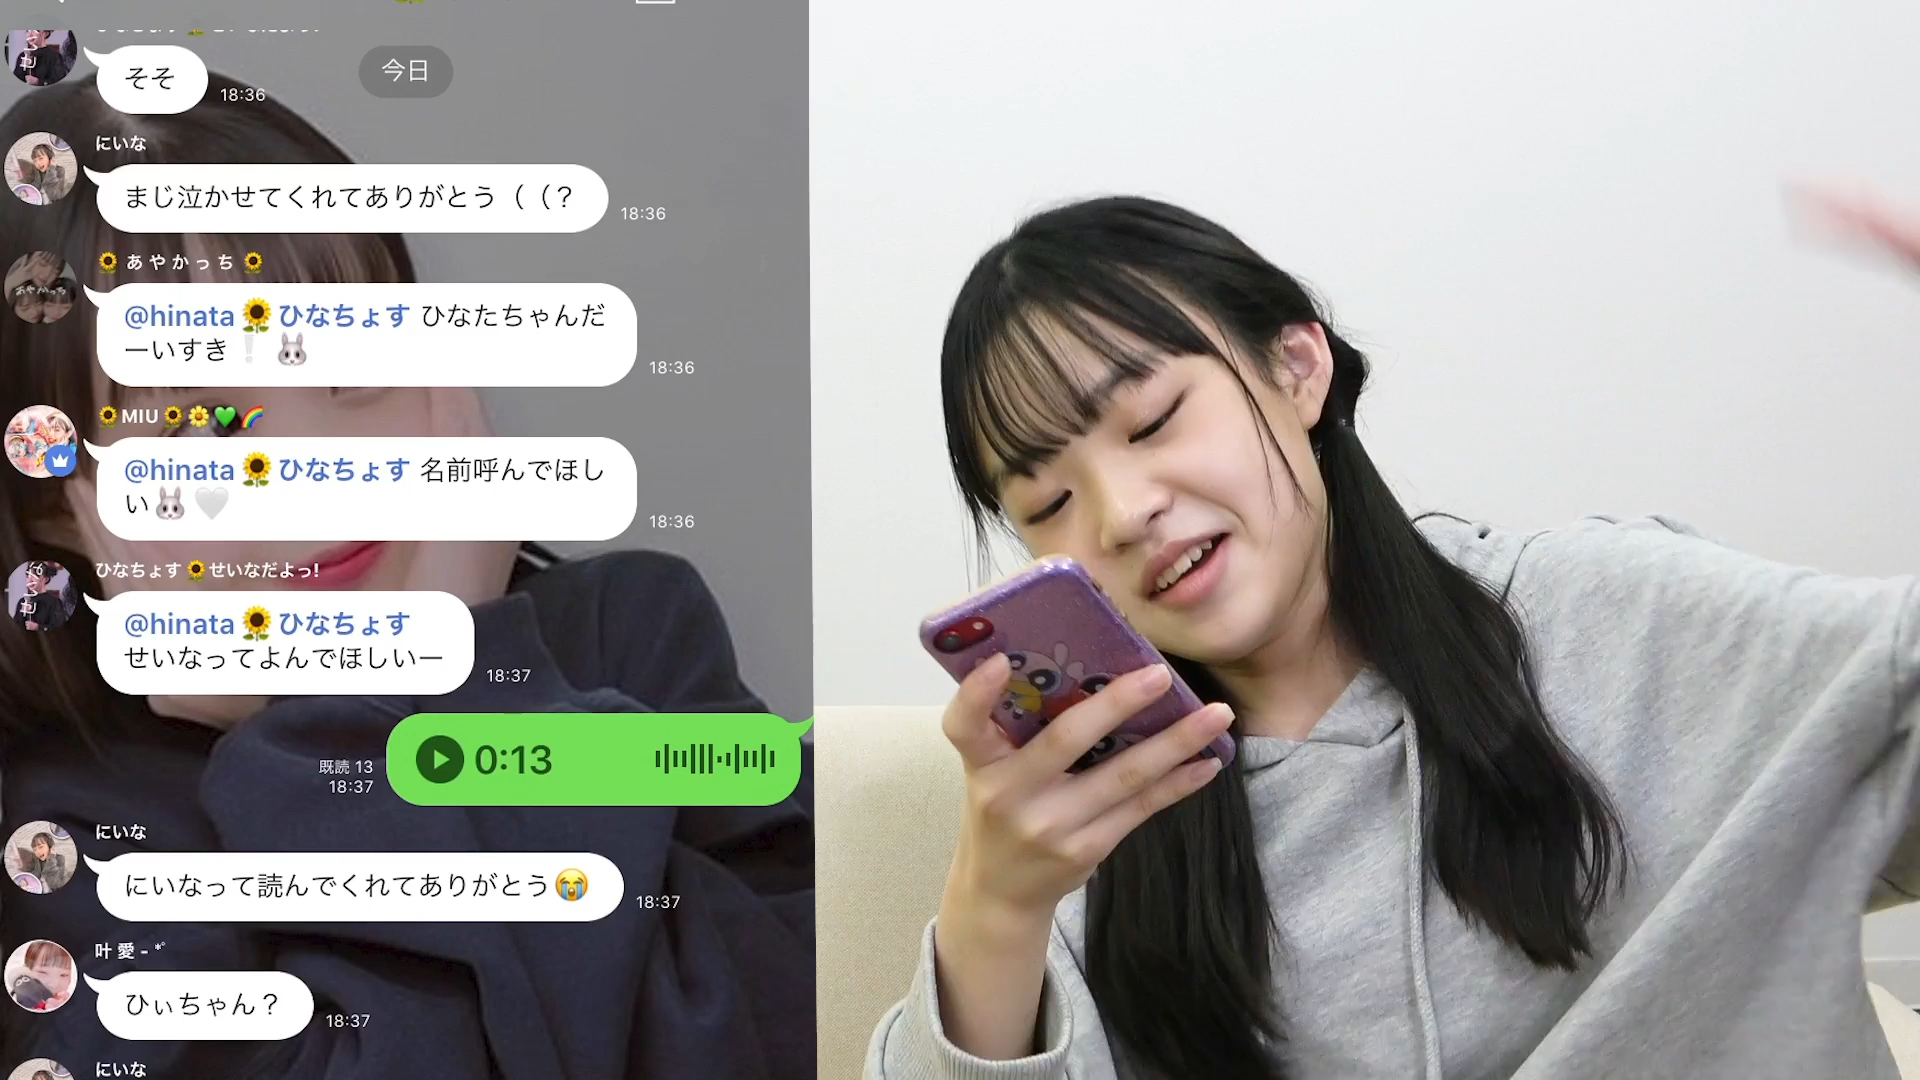 そそ
18:36
今日
にいな
まじ泣かせてくれてありがとう((?
18:36
🌻あやかっち🌻
@hinata🌻ひなちょす ひなたちゃんだ
ーいすき❕🐰
18:36
🌻MIU🌻🌼💚🌈
@hinata🌻ひなちょす 名前呼んでほし
い🐰🤍
18:36
ひなちょす🌻せいなだよっ!
@hinata🌻ひなちょす
せいなってよんでほしいー
18:37
既読 13
18:37
0:13
にいな
にいなって読んでくれてありがとう😭
18:37
叶 愛 - *˚
ひぃちゃん?
18:37
にいな